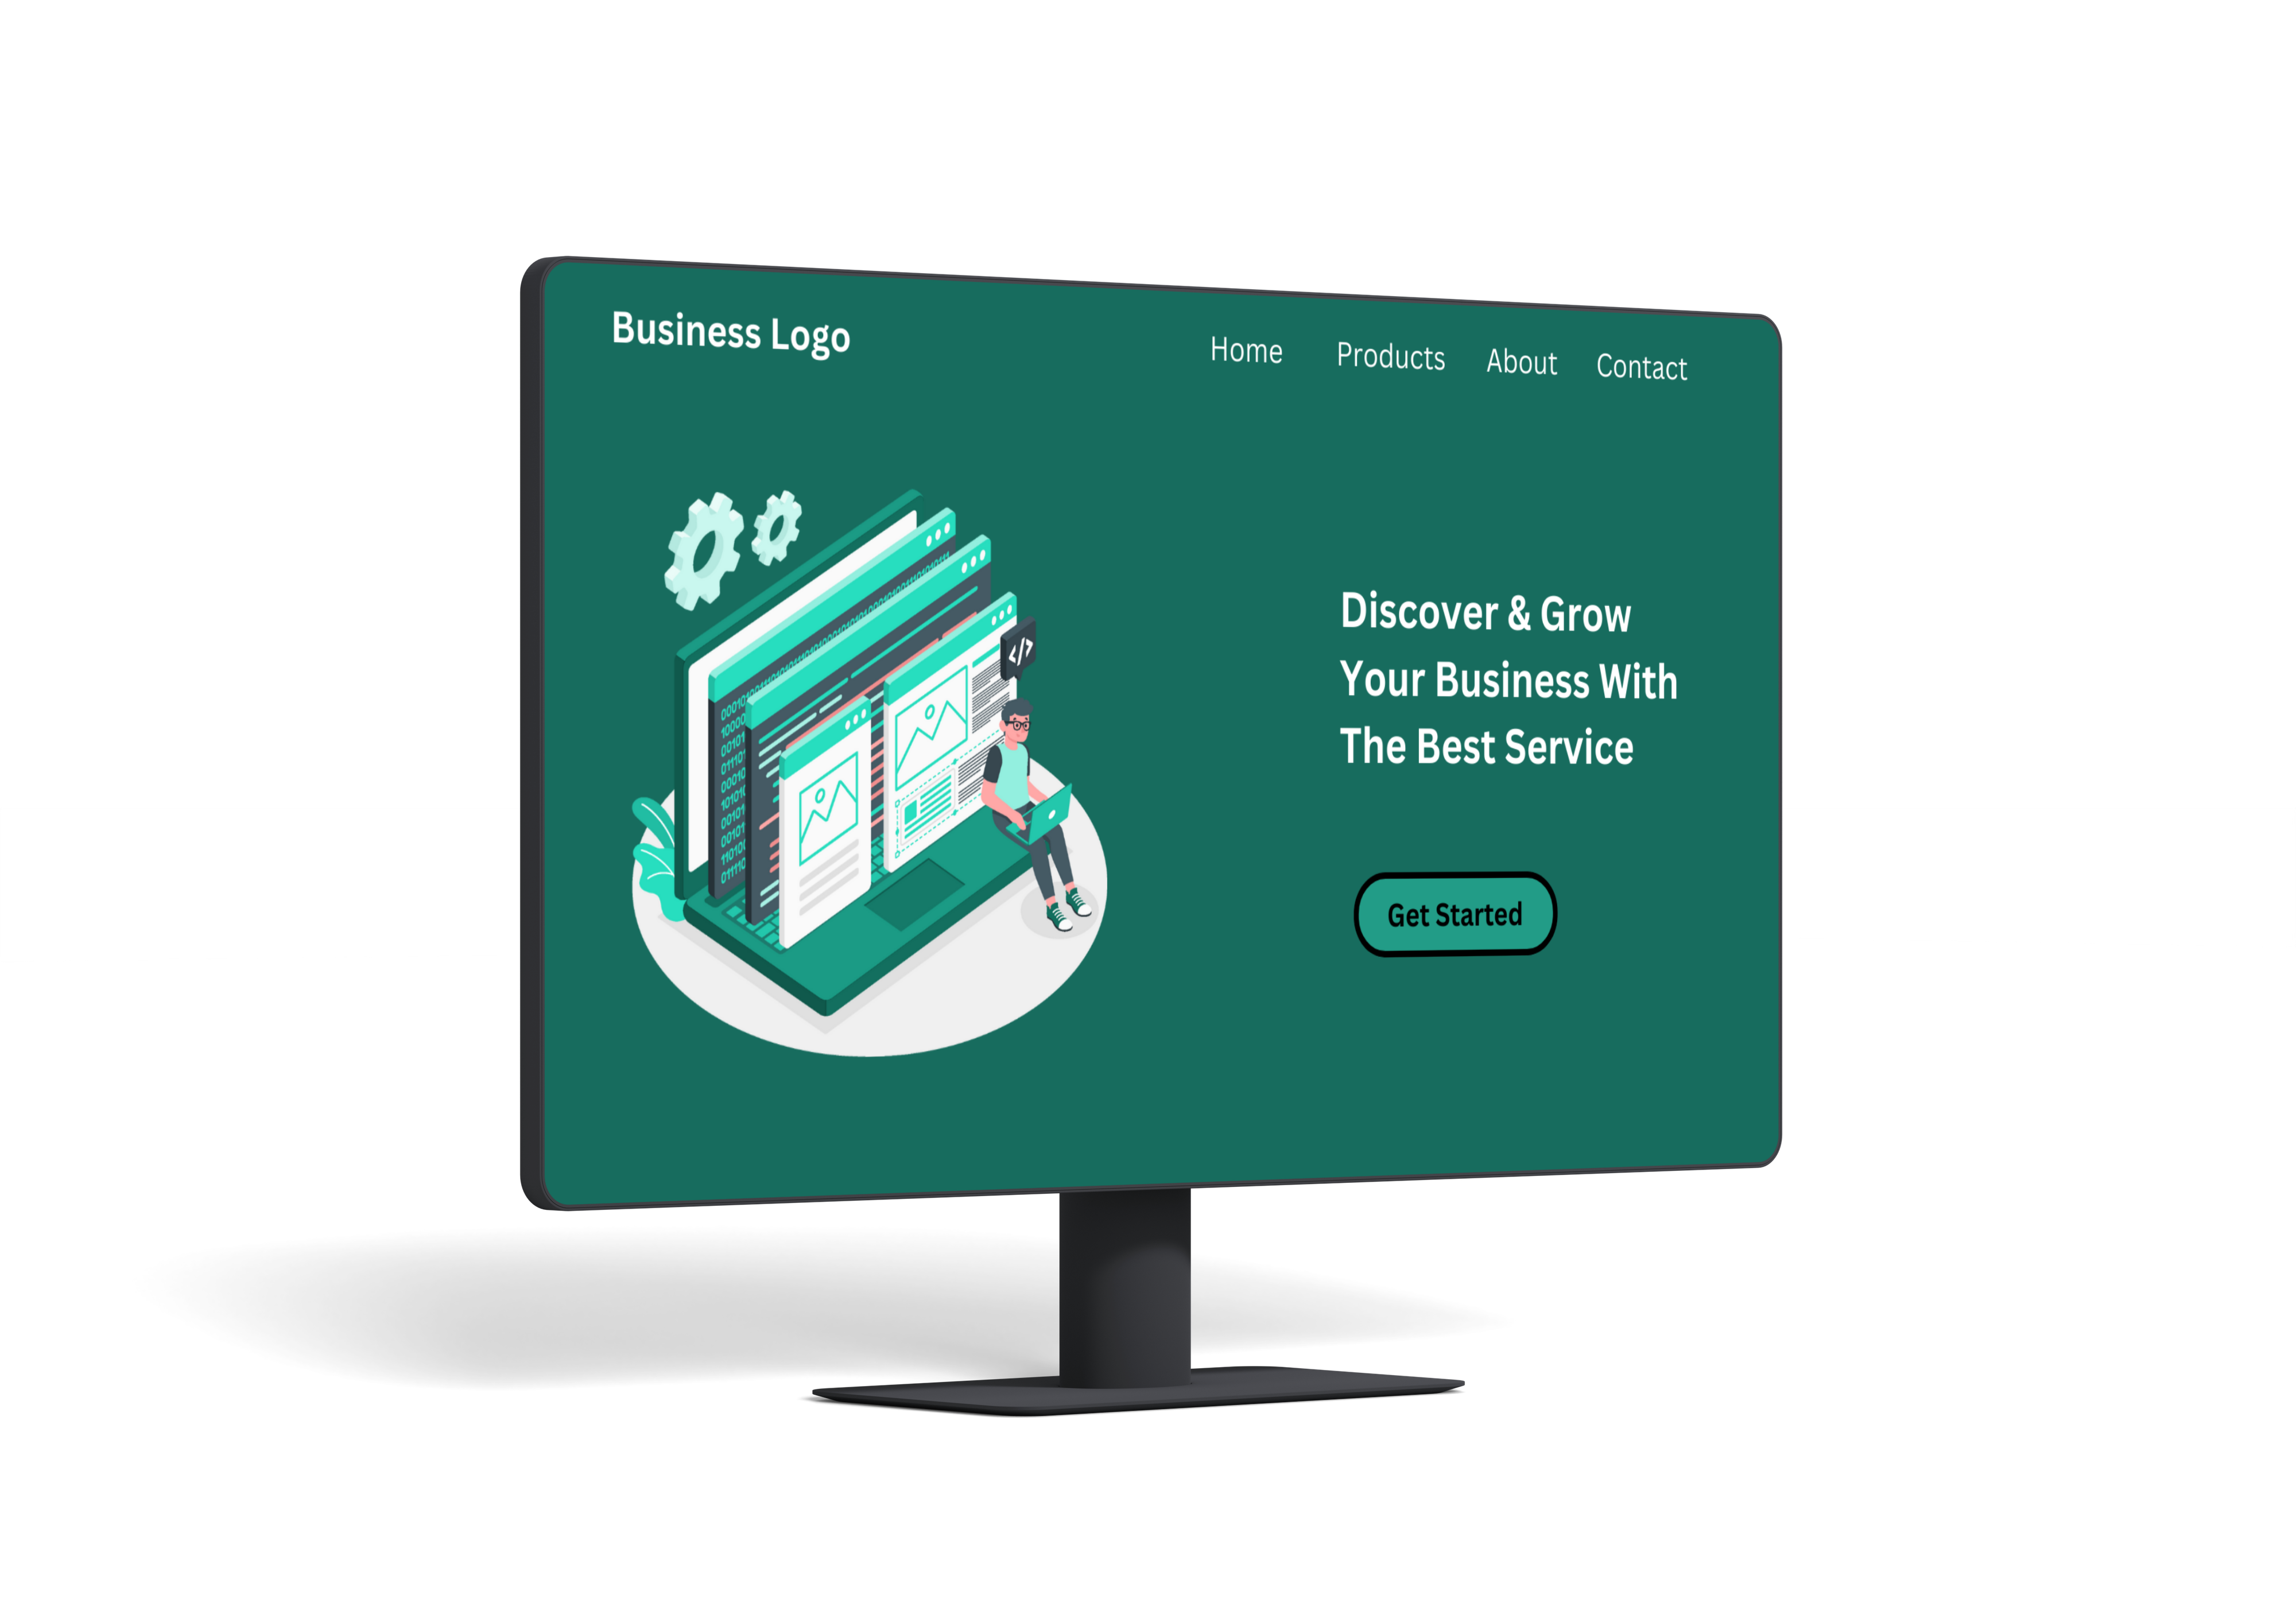 Business Logo
Home Products About Contact
Discover & Grow
Your Business With
The Best Service
Get Started
</>